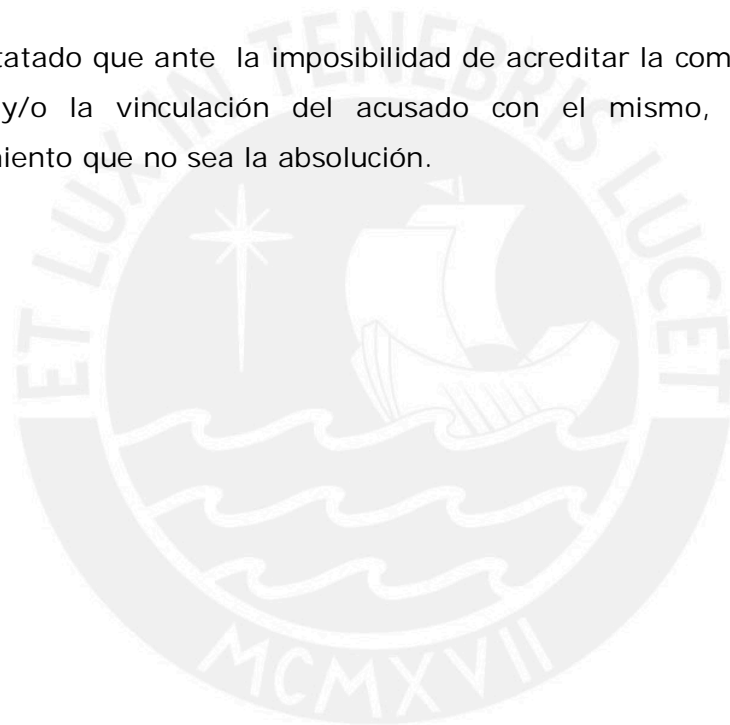 tatado que ante la imposibilidad de acreditar la com
y/o la vinculación del acusado con el mismo,
iento que no sea la absolución.
ET LUX IN TENEBRIS LUCET
MCMXVII